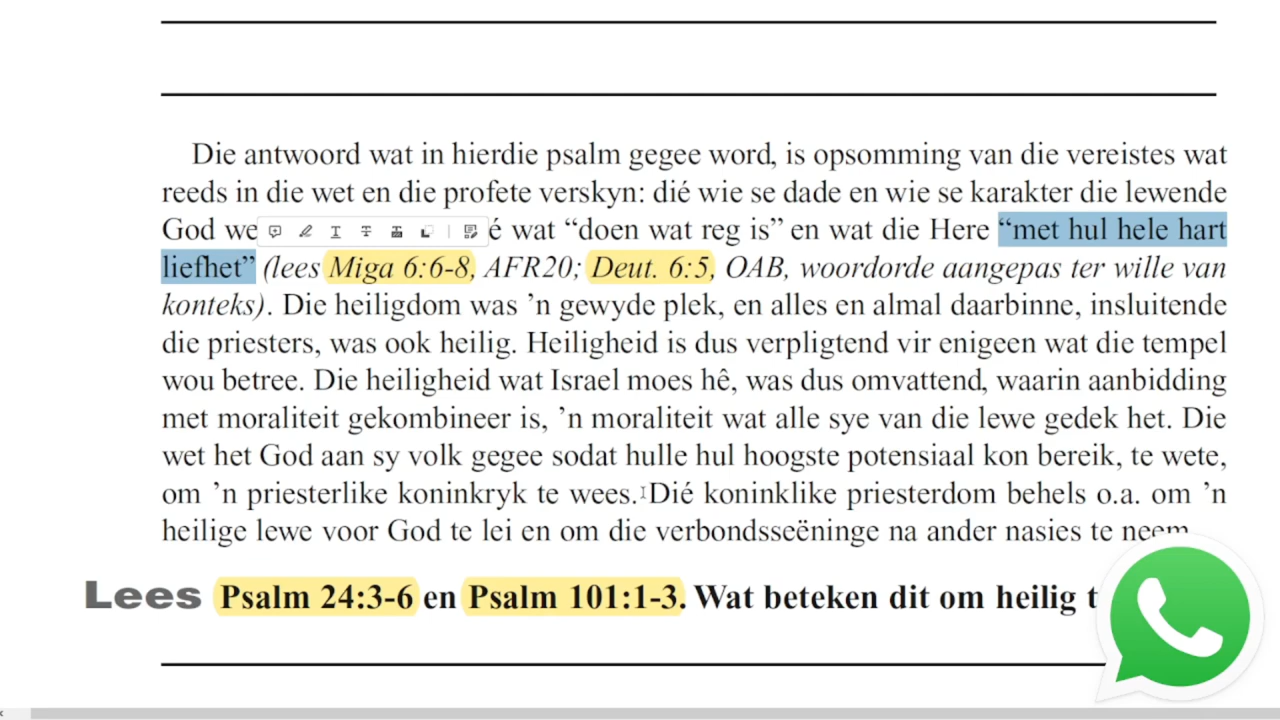 Die antwoord wat in hierdie psalm gegee word, is opsomming van die vereistes wat
reeds in die wet en die profete verskyn: dié wie se dade en wie se karakter die lewende
God we é wat “doen wat reg is” en wat die Here “met hul hele hart
liefhet” (lees Miga 6:6-8, AFR20; Deut. 6:5, OAB, woordorde aangepas ter wille van
konteks). Die heiligdom was ’n gewyde plek, en alles en almal daarbinne, insluitende
die priesters, was ook heilig. Heiligheid is dus verpligtend vir enigeen wat die tempel
wou betree. Die heiligheid wat Israel moes hê, was dus omvattend, waarin aanbidding
met moraliteit gekombineer is, ’n moraliteit wat alle sye van die lewe gedek het. Die
wet het God aan sy volk gegee sodat hulle hul hoogste potensiaal kon bereik, te wete,
om ’n priesterlike koninkryk te wees. Dié koninklike priesterdom behels o.a. om ’n
heilige lewe voor God te lei en om die verbondsseëninge na ander nasies te neem
Lees Psalm 24:3-6 en Psalm 101:1-3. Wat beteken dit om heilig t